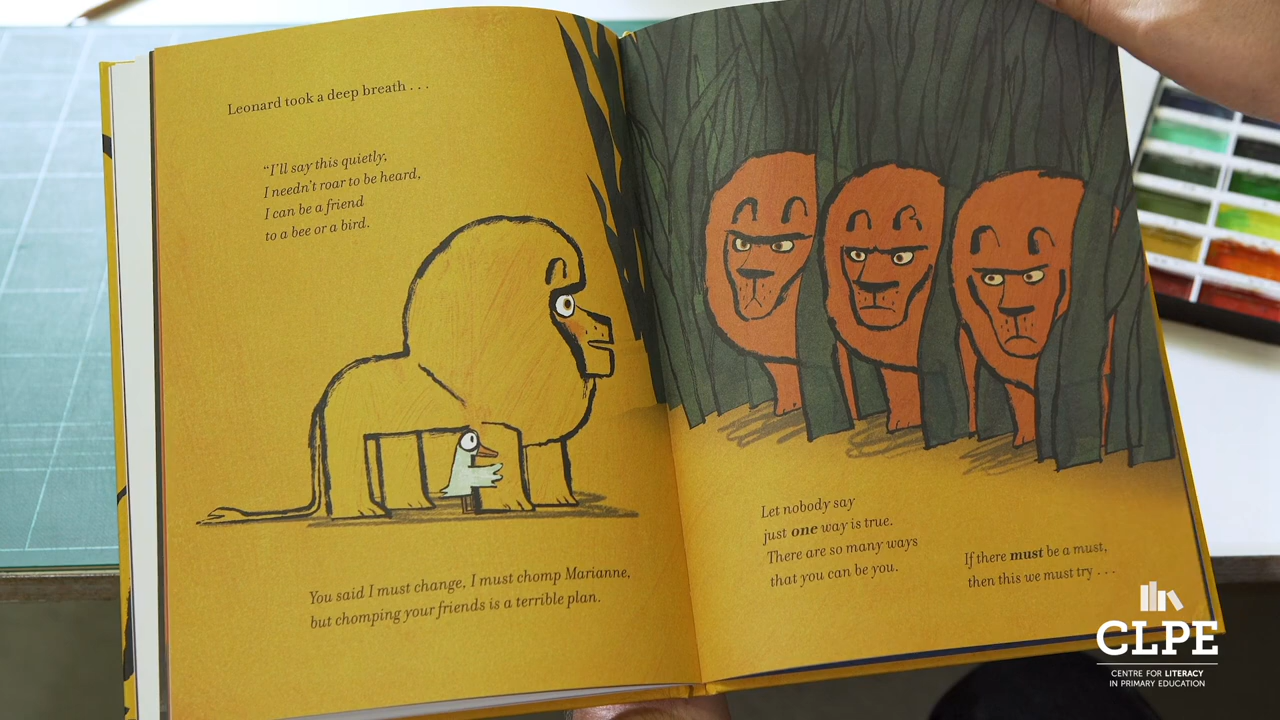 Leonard took a deep breath . . .
“I’ll say this quietly,
I needn’t roar to be heard,
I can be a friend
to a bee or a bird.
You said I must change, I must chomp Marianne,
but chomping your friends is a terrible plan.
Let nobody say
just one way is true.
There are so many ways
that you can be you.
If there must be a must,
then this we must try . . .
CLPE
CENTRE FOR LITERACY
IN PRIMARY EDUCATION